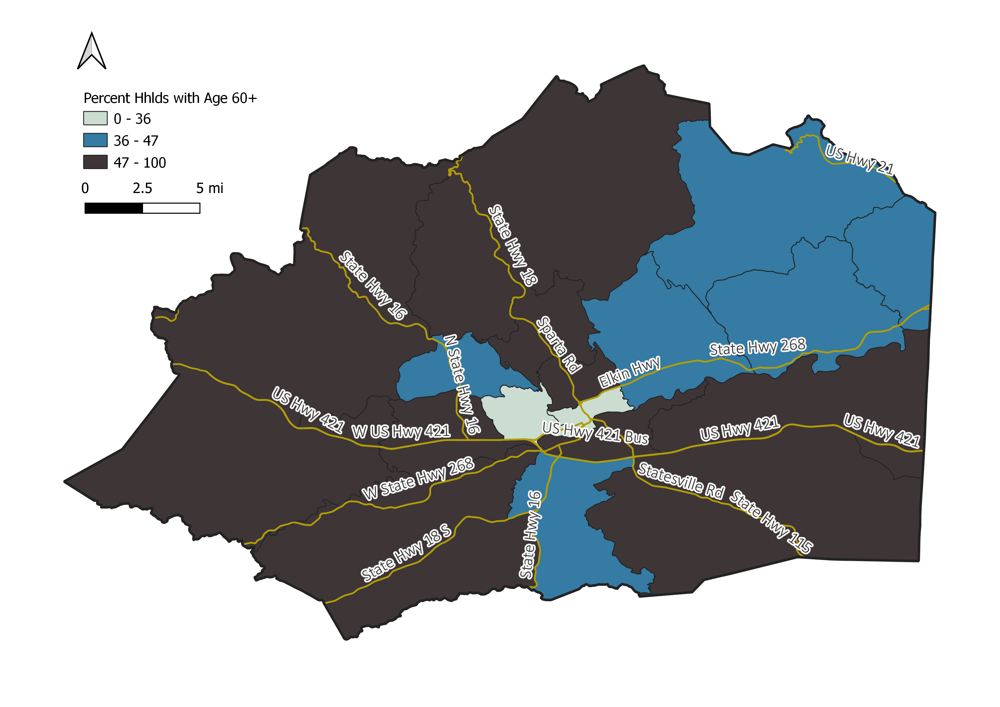 Percent Hhlds with Age 60+
0 - 36
36 - 47
47 - 100
0 2.5 5 mi
US Hwy 21
State Hwy 18
State Hwy 16
Sparta Rd
N State Hwy 16
State Hwy 268
Elkin Hwy
US Hwy 421
W US Hwy 421
US Hwy 421 Bus
US Hwy 421
US Hwy 421
W State Hwy 268
Statesville Rd
State Hwy 115
State Hwy 16
State Hwy 18 S